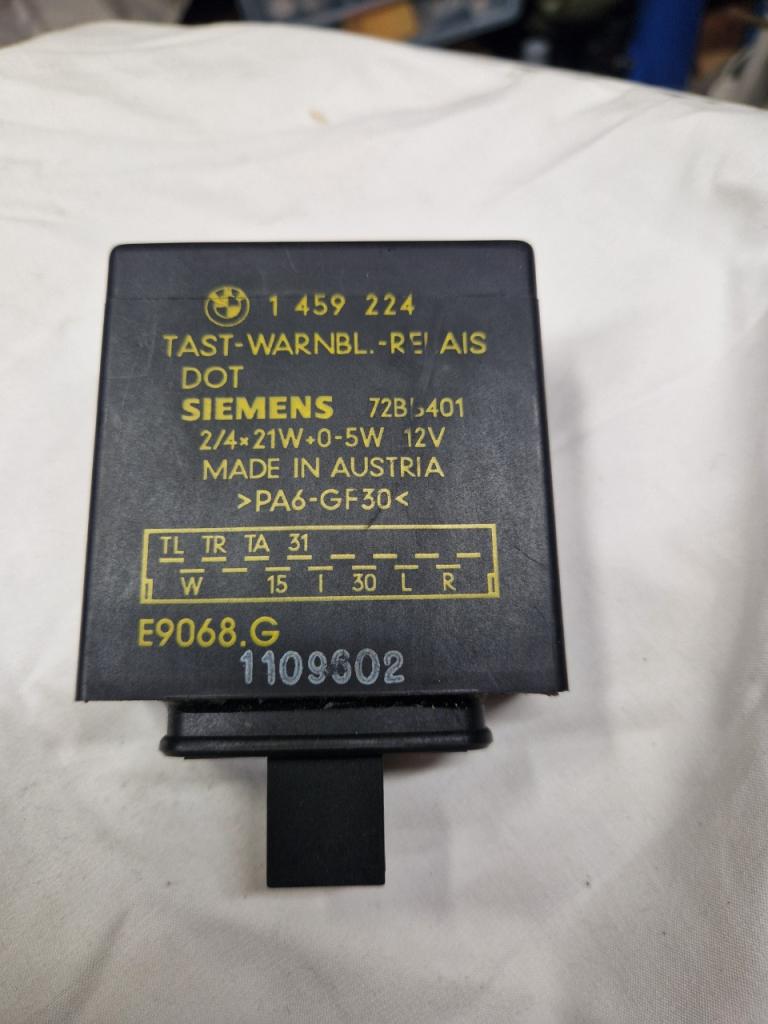 1 459 224
TAST-WARNBL.-RELAIS
DOT
SIEMENS
2/4×21W+0-5W 12V
MADE IN AUSTRIA
>PA6-GF30<
TL TR TA 31
W 15 I 30 L R
E9068.G
1109602